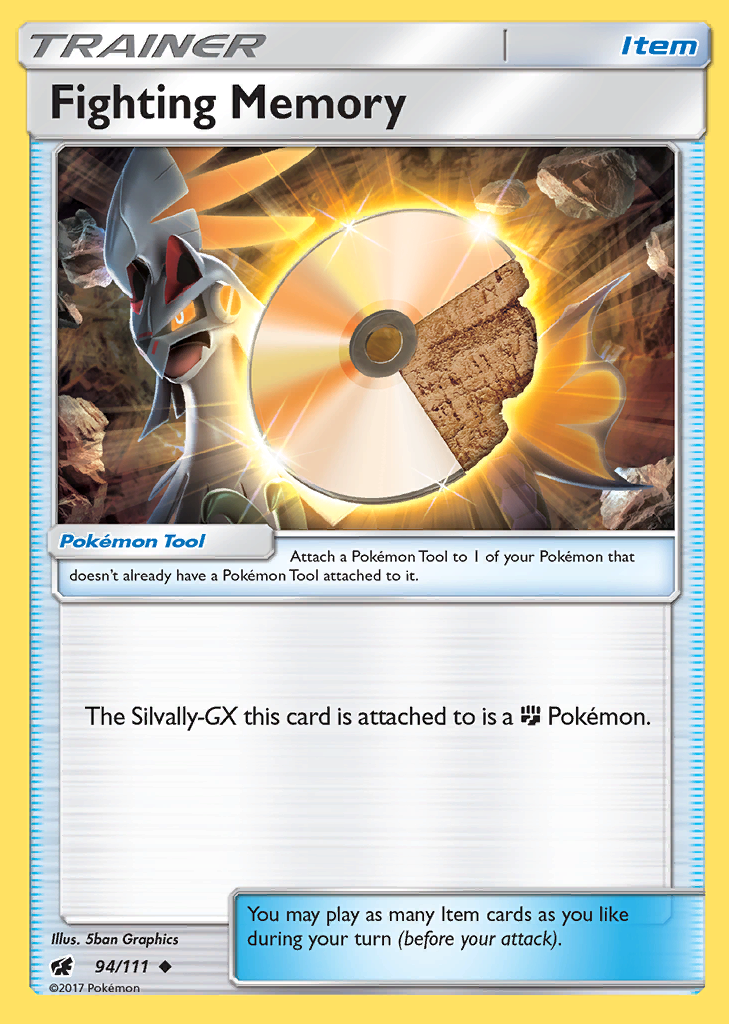 TRAINER Item
Fighting Memory
Pokémon Tool
Attach a Pokémon Tool to 1 of your Pokémon that
doesn't already have a Pokémon Tool attached to it.
The Silvally-GX this card is attached to is a Pokémon.
You may play as many Item cards as you like
during your turn (before your attack).
Illus. 5ban Graphics
94/111
©2017 Pokémon